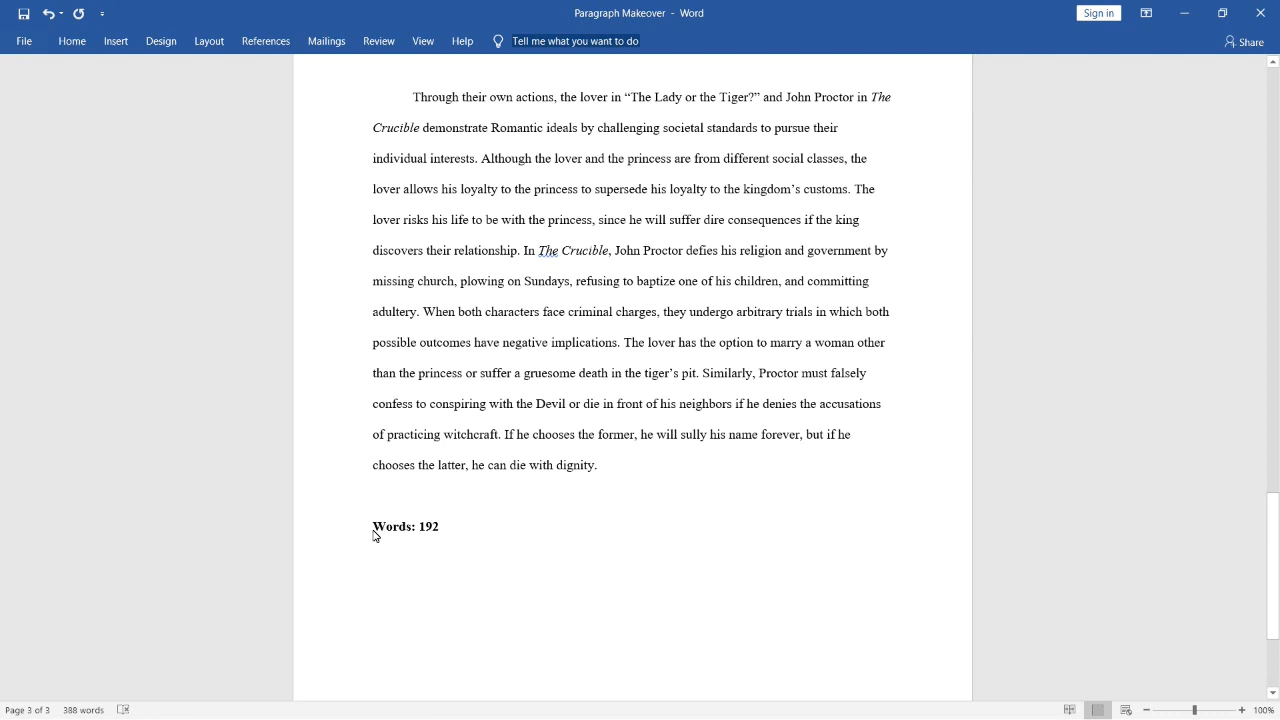 Paragraph Makeover - Word
Sign in
File Home Insert Design Layout References Mailings Review View Help Tell me what you want to do Share
Through their own actions, the lover in “The Lady or the Tiger?” and John Proctor in The
Crucible demonstrate Romantic ideals by challenging societal standards to pursue their
individual interests. Although the lover and the princess are from different social classes, the
lover allows his loyalty to the princess to supersede his loyalty to the kingdom’s customs. The
lover risks his life to be with the princess, since he will suffer dire consequences if the king
discovers their relationship. In The Crucible, John Proctor defies his religion and government by
missing church, plowing on Sundays, refusing to baptize one of his children, and committing
adultery. When both characters face criminal charges, they undergo arbitrary trials in which both
possible outcomes have negative implications. The lover has the option to marry a woman other
than the princess or suffer a gruesome death in the tiger’s pit. Similarly, Proctor must falsely
confess to conspiring with the Devil or die in front of his neighbors if he denies the accusations
of practicing witchcraft. If he chooses the former, he will sully his name forever, but if he
chooses the latter, he can die with dignity.
Words: 192
Page 3 of 3 388 words 100%